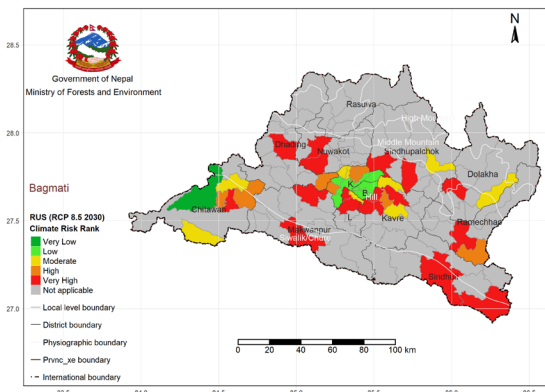 N
28.5
Government of Nepal
Ministry of Forests and Environment
Rasuwa
High Mou
28.0
Dhading
Nuwakot
Middle Mountain
Sindhupalchok
Dolakha
Bagmati
K
B
Hill
L
Chitawan
Kavre
Ramechhap
27.5
RUS (RCP 8.5 2030)
Climate Risk Rank
Makwanpur
Siwalik/Chure
Very Low
Low
Moderate
High
Very High
Not applicable
Sindhuli
27.0
Local level boundary
District boundary
Physiographic boundary
Prvnc_xe boundary
International boundary
0 20 40 60 80 100 km